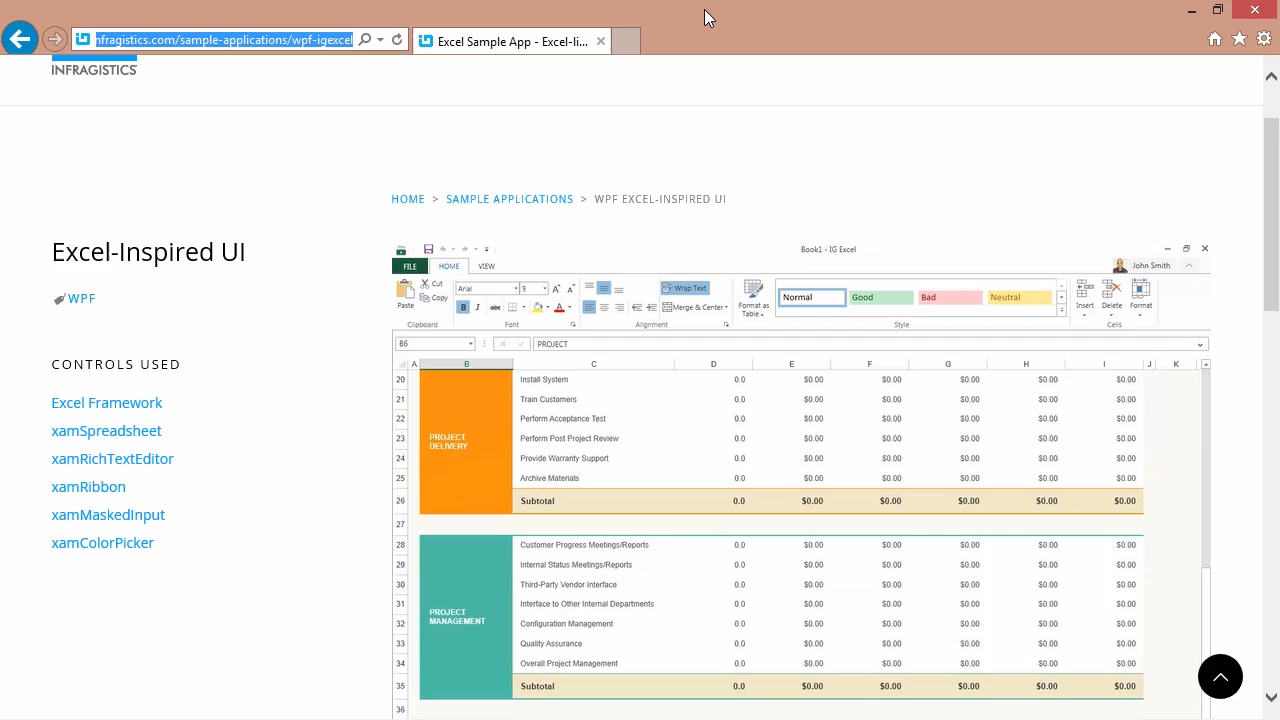 nfragistics.com/sample-applications/wpf-igexcel
Excel Sample App - Excel-li...
INFRAGISTICS
HOME > SAMPLE APPLICATIONS > WPF EXCEL-INSPIRED UI
Excel-Inspired UI
WPF
CONTROLS USED
Excel Framework
xamSpreadsheet
xamRichTextEditor
xamRibbon
xamMaskedInput
xamColorPicker
Book1 - IG Excel
FILE HOME VIEW John Smith
Cut
Copy
Paste
Arial 9
B I abc A
Wrap Text
Merge & Center
Format as Table
Normal Good Bad Neutral
Insert Delete Format
Clipboard Font Alignment Style Cells
B6 PROJECT
A B C D E F G H I J K
20 Install System 0.0 $0.00 $0.00 $0.00 $0.00 $0.00
21 Train Customers 0.0 $0.00 $0.00 $0.00 $0.00 $0.00
22 Perform Acceptance Test 0.0 $0.00 $0.00 $0.00 $0.00 $0.00
PROJECT
DELIVERY
23 Perform Post Project Review 0.0 $0.00 $0.00 $0.00 $0.00 $0.00
24 Provide Warranty Support 0.0 $0.00 $0.00 $0.00 $0.00 $0.00
25 Archive Materials 0.0 $0.00 $0.00 $0.00 $0.00 $0.00
26 Subtotal 0.0 $0.00 $0.00 $0.00 $0.00 $0.00
27
28 Customer Progress Meetings/Reports 0.0 $0.00 $0.00 $0.00 $0.00 $0.00
29 Internal Status Meetings/Reports 0.0 $0.00 $0.00 $0.00 $0.00 $0.00
30 Third-Party Vendor Interface 0.0 $0.00 $0.00 $0.00 $0.00 $0.00
31 Interface to Other Internal Departments 0.0 $0.00 $0.00 $0.00 $0.00 $0.00
PROJECT
MANAGEMENT
32 Configuration Management 0.0 $0.00 $0.00 $0.00 $0.00 $0.00
33 Quality Assurance 0.0 $0.00 $0.00 $0.00 $0.00 $0.00
34 Overall Project Management 0.0 $0.00 $0.00 $0.00 $0.00 $0.00
35 Subtotal 0.0 $0.00 $0.00 $0.00 $0.00 $0.00
36